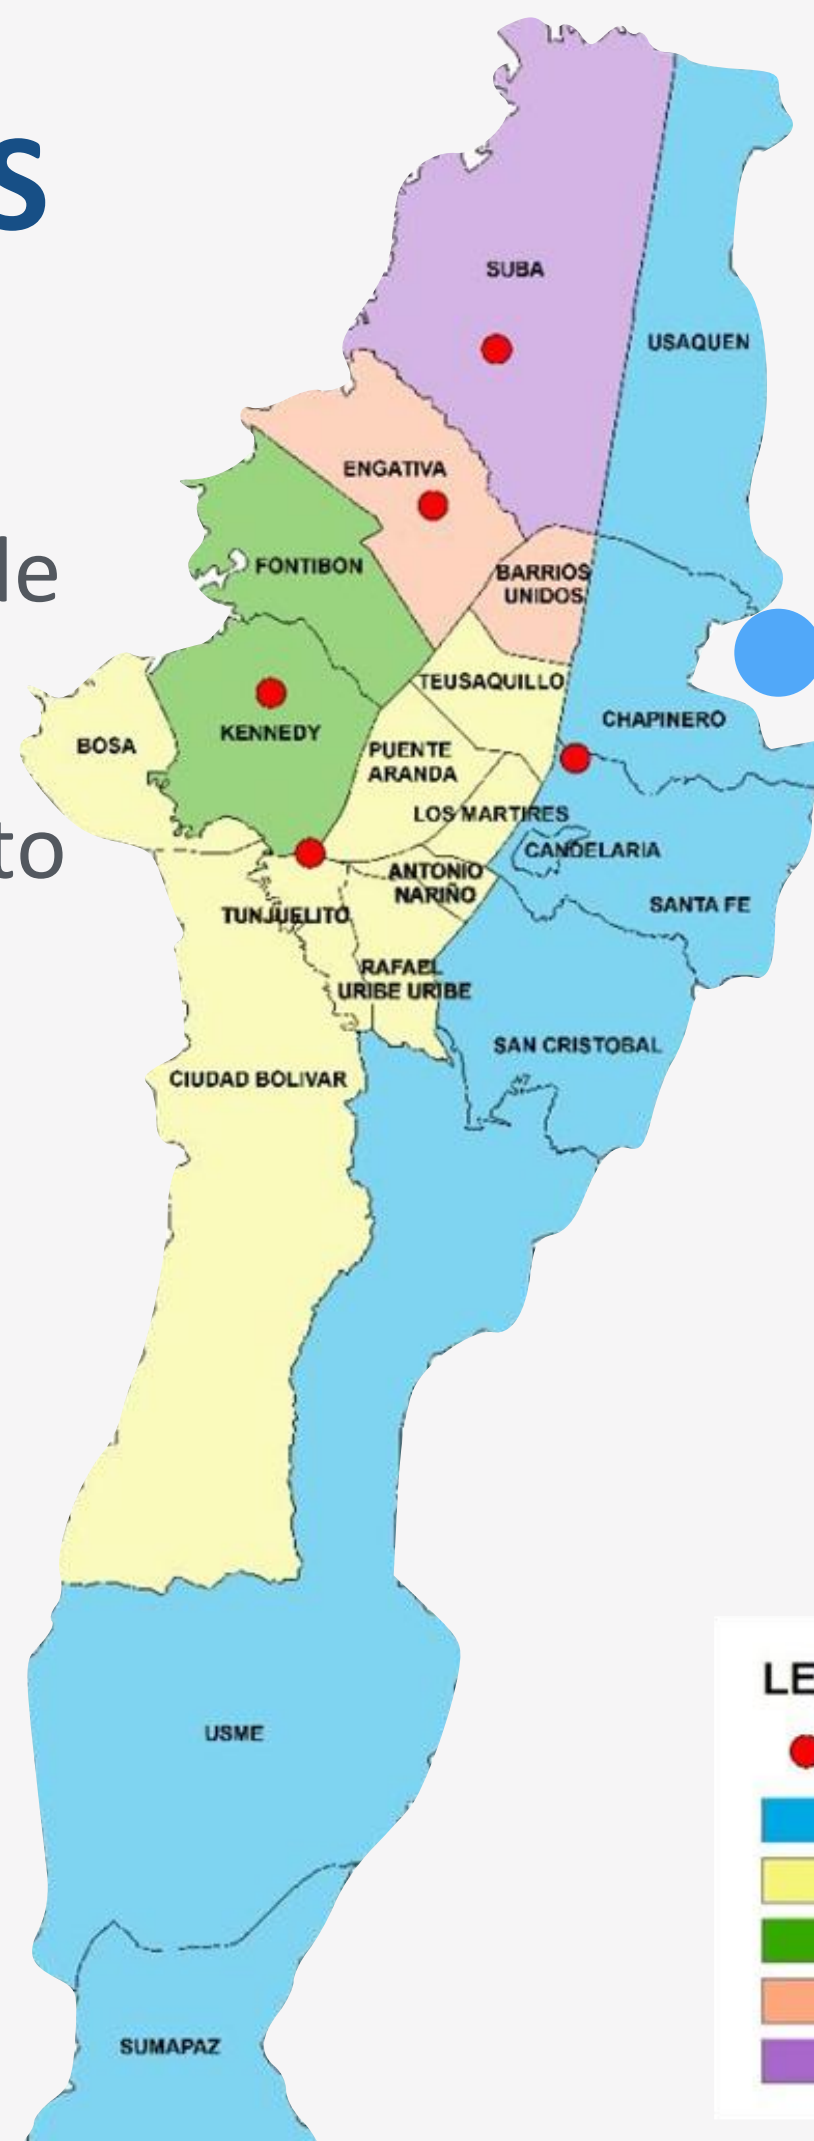 S
SUBA
USAQUEN
ENGATIVA
de
FONTIBON
BARRIOS
UNIDOS
TEUSAQUILLO
CHAPINERO
KENNEDY
BOSA
PUENTE
ARANDA
LOS MARTIRES
to
CANDELARIA
ANTONIO
NARIÑO
SANTA FE
TUNJUELITO
RAFAEL
URIBE URIBE
SAN CRISTOBAL
CIUDAD BOLIVAR
LE
USME
SUMAPAZ